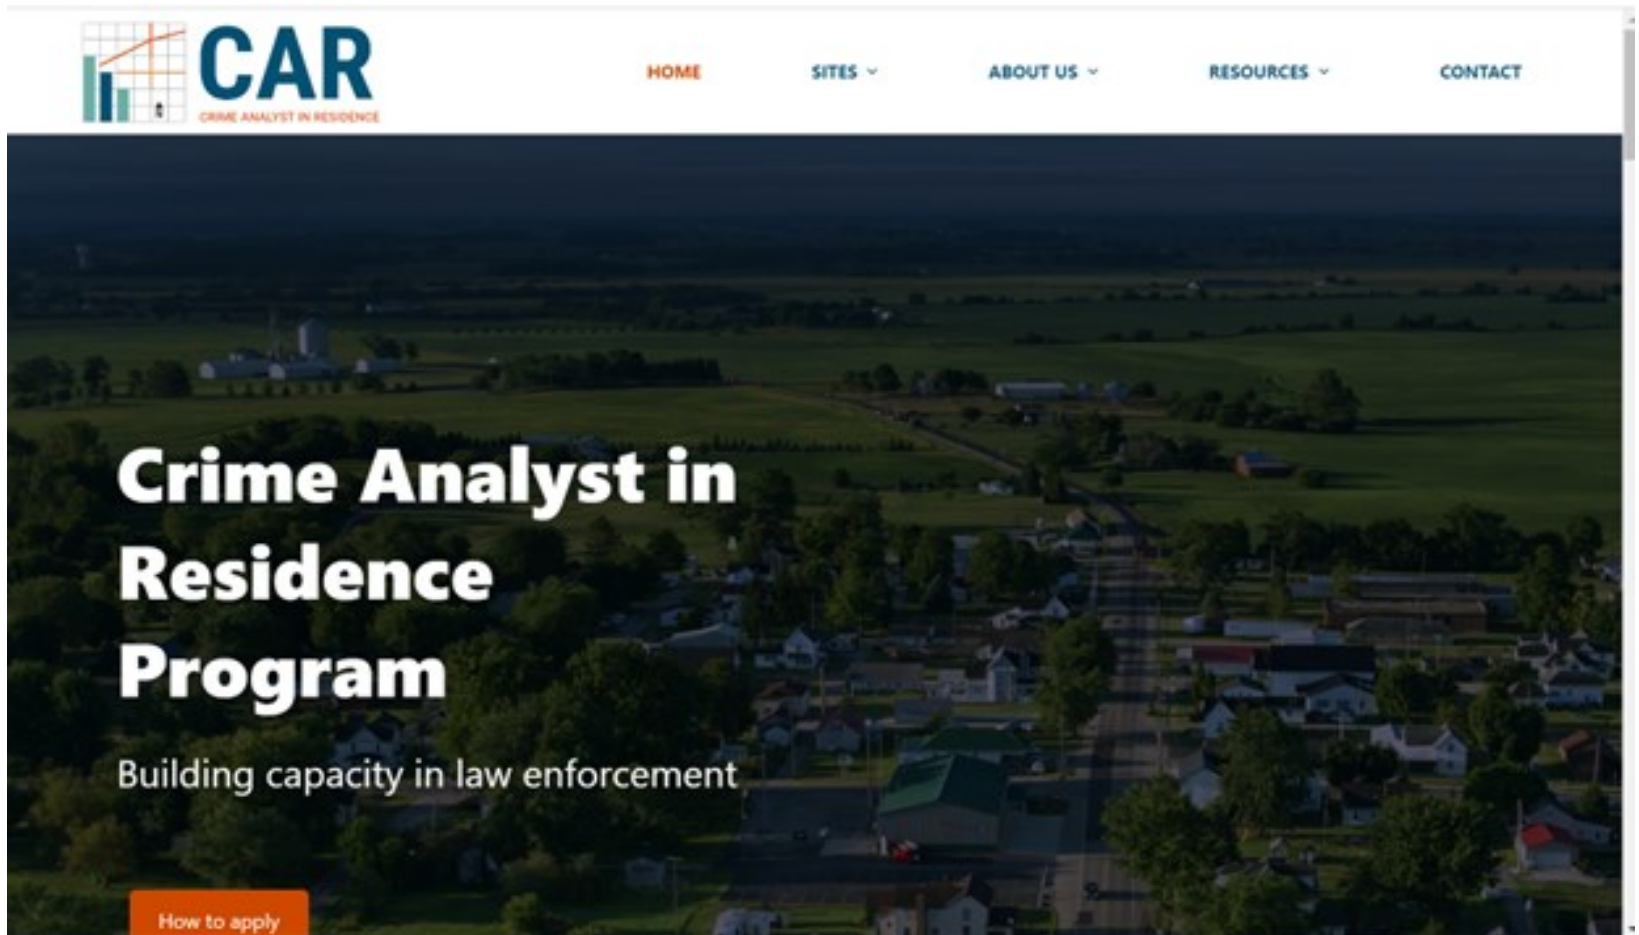 CAR
CRIME ANALYST IN RESIDENCE
HOME SITES ABOUT US RESOURCES CONTACT
Crime Analyst in
Residence
Program
Building capacity in law enforcement
How to apply